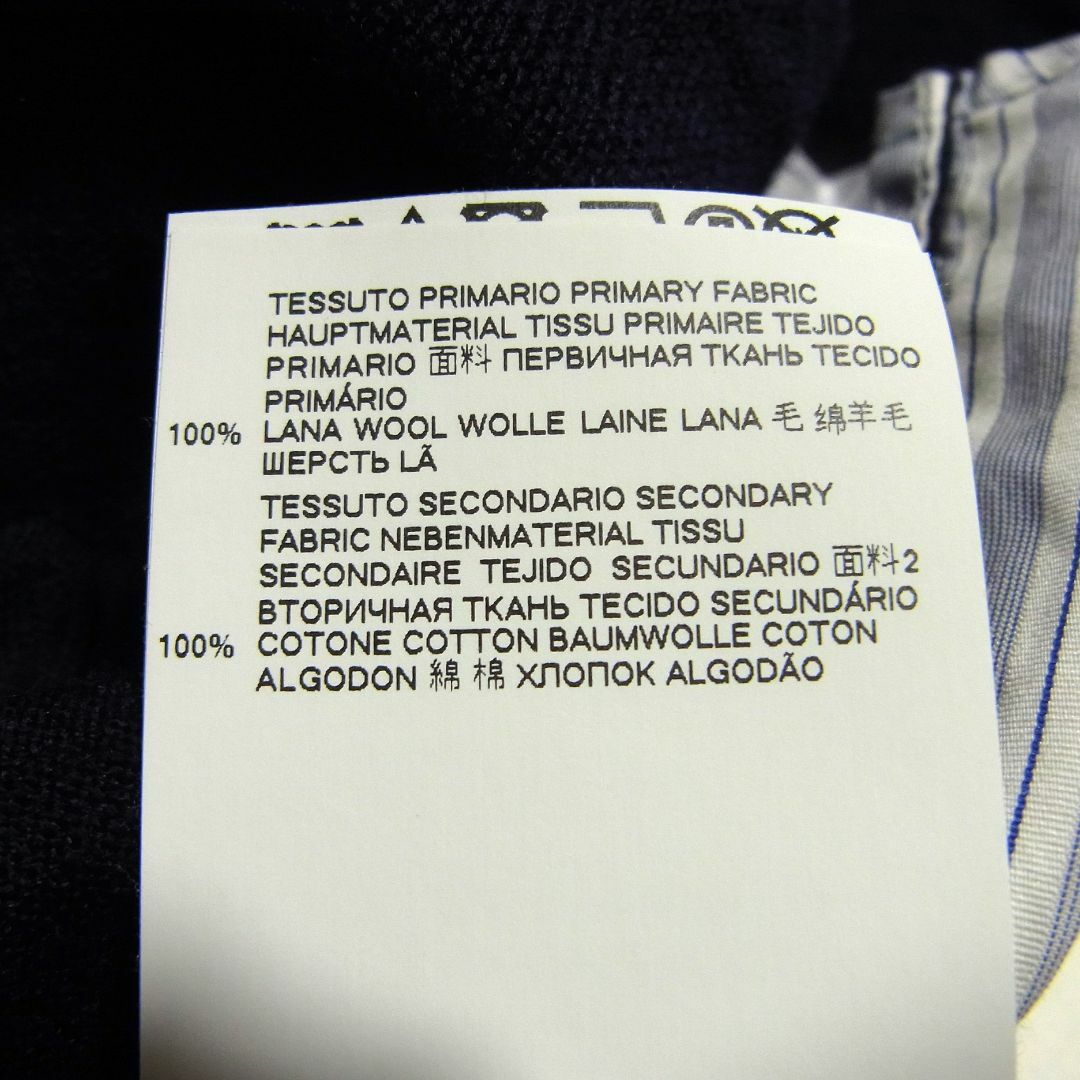 TESSUTO PRIMARIO PRIMARY FABRIC
HAUPTMATERIAL TISSU PRIMAIRE TEJIDO
PRIMARIO 面料 ПЕРВИЧНАЯ ТКАНЬ TECIDO
PRIMÁRIO
100% LANA WOOL WOLLE LAINE LANA 毛 绵羊毛
ШЕРСТЬ LÃ
TESSUTO SECONDARIO SECONDARY
FABRIC NEBENMATERIAL TISSU
SECONDAIRE TEJIDO SECUNDARIO 面料2
ВТОРИЧНАЯ ТКАНЬ TECIDO SECUNDÁRIO
100% COTONE COTTON BAUMWOLLE COTON
ALGODON 綿 棉 ХЛОПОК ALGODÃO